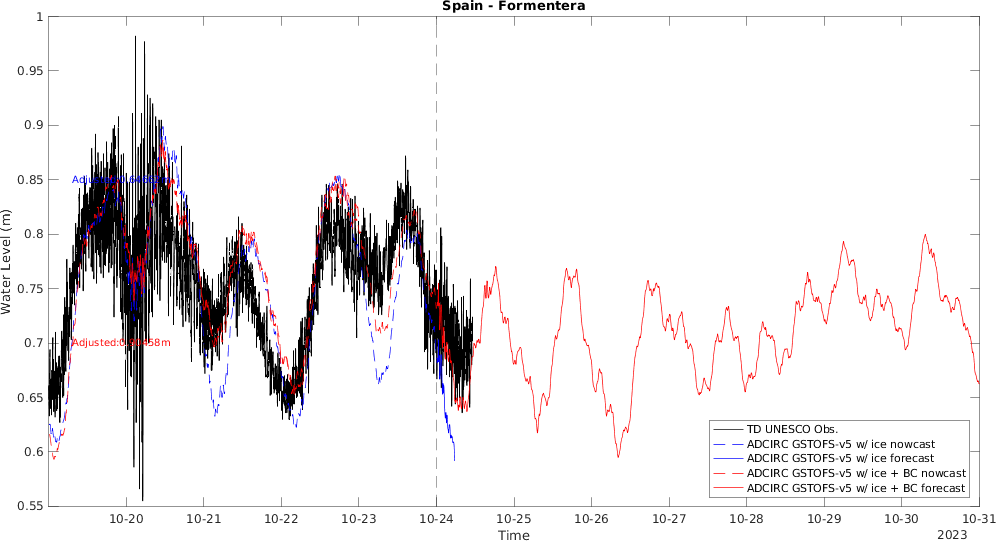 Spain - Formentera
1
0.95
0.9
0.85
0.8
0.75
0.7
0.65
0.6
0.55
Water Level (m)
10-20
10-21
10-22
10-23
10-24
10-25
10-26
10-27
10-28
10-29
10-30
10-31
Time
2023
TD UNESCO Obs.
ADCIRC GSTOFS-v5 w/ ice nowcast
ADCIRC GSTOFS-v5 w/ ice forecast
ADCIRC GSTOFS-v5 w/ ice + BC nowcast
ADCIRC GSTOFS-v5 w/ ice + BC forecast